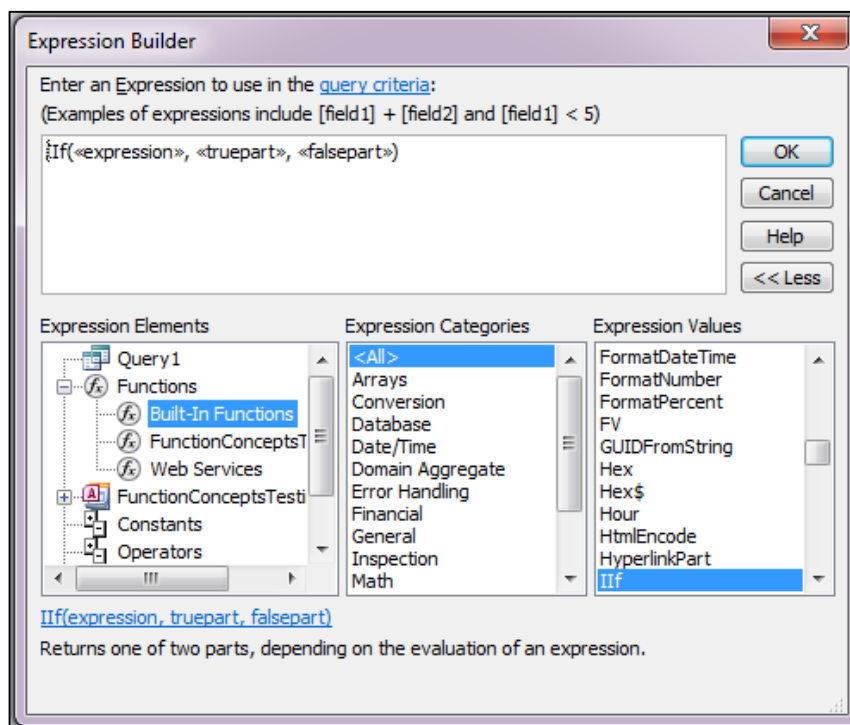 Expression Builder
Enter an Expression to use in the query criteria:
(Examples of expressions include [field1] + [field2] and [field1] < 5)
IIf(«expression», «truepart», «falsepart»)
OK
Cancel
Help
<< Less
Expression Elements
Query1
Functions
Built-In Functions
FunctionConceptsT
Web Services
FunctionConceptsTesti
Constants
Operators
Expression Categories
<All>
Arrays
Conversion
Database
Date/Time
Domain Aggregate
Error Handling
Financial
General
Inspection
Math
Expression Values
FormatDateTime
FormatNumber
FormatPercent
FV
GUIDFromString
Hex
Hex$
Hour
HtmlEncode
HyperlinkPart
IIf
IIf(expression, truepart, falsepart)
Returns one of two parts, depending on the evaluation of an expression.